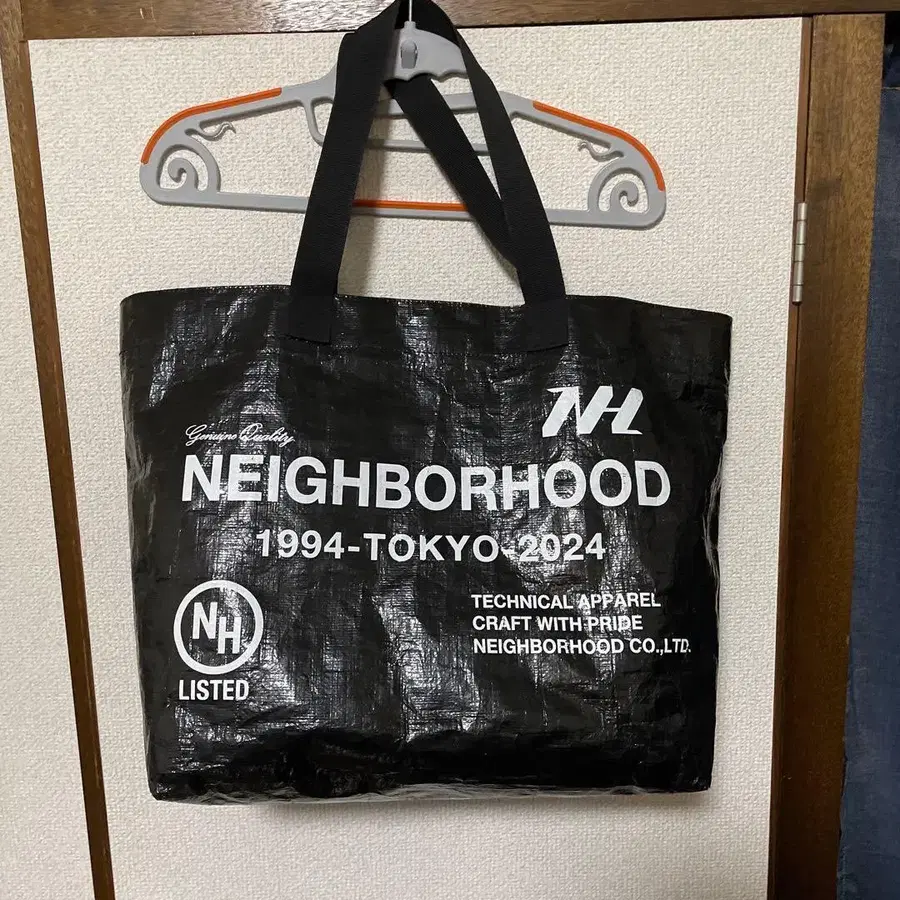 NH
Genuine Quality
NEIGHBORHOOD
1994-TOKYO-2024
NH
LISTED
TECHNICAL APPAREL
CRAFT WITH PRIDE
NEIGHBORHOOD CO.,LTD.